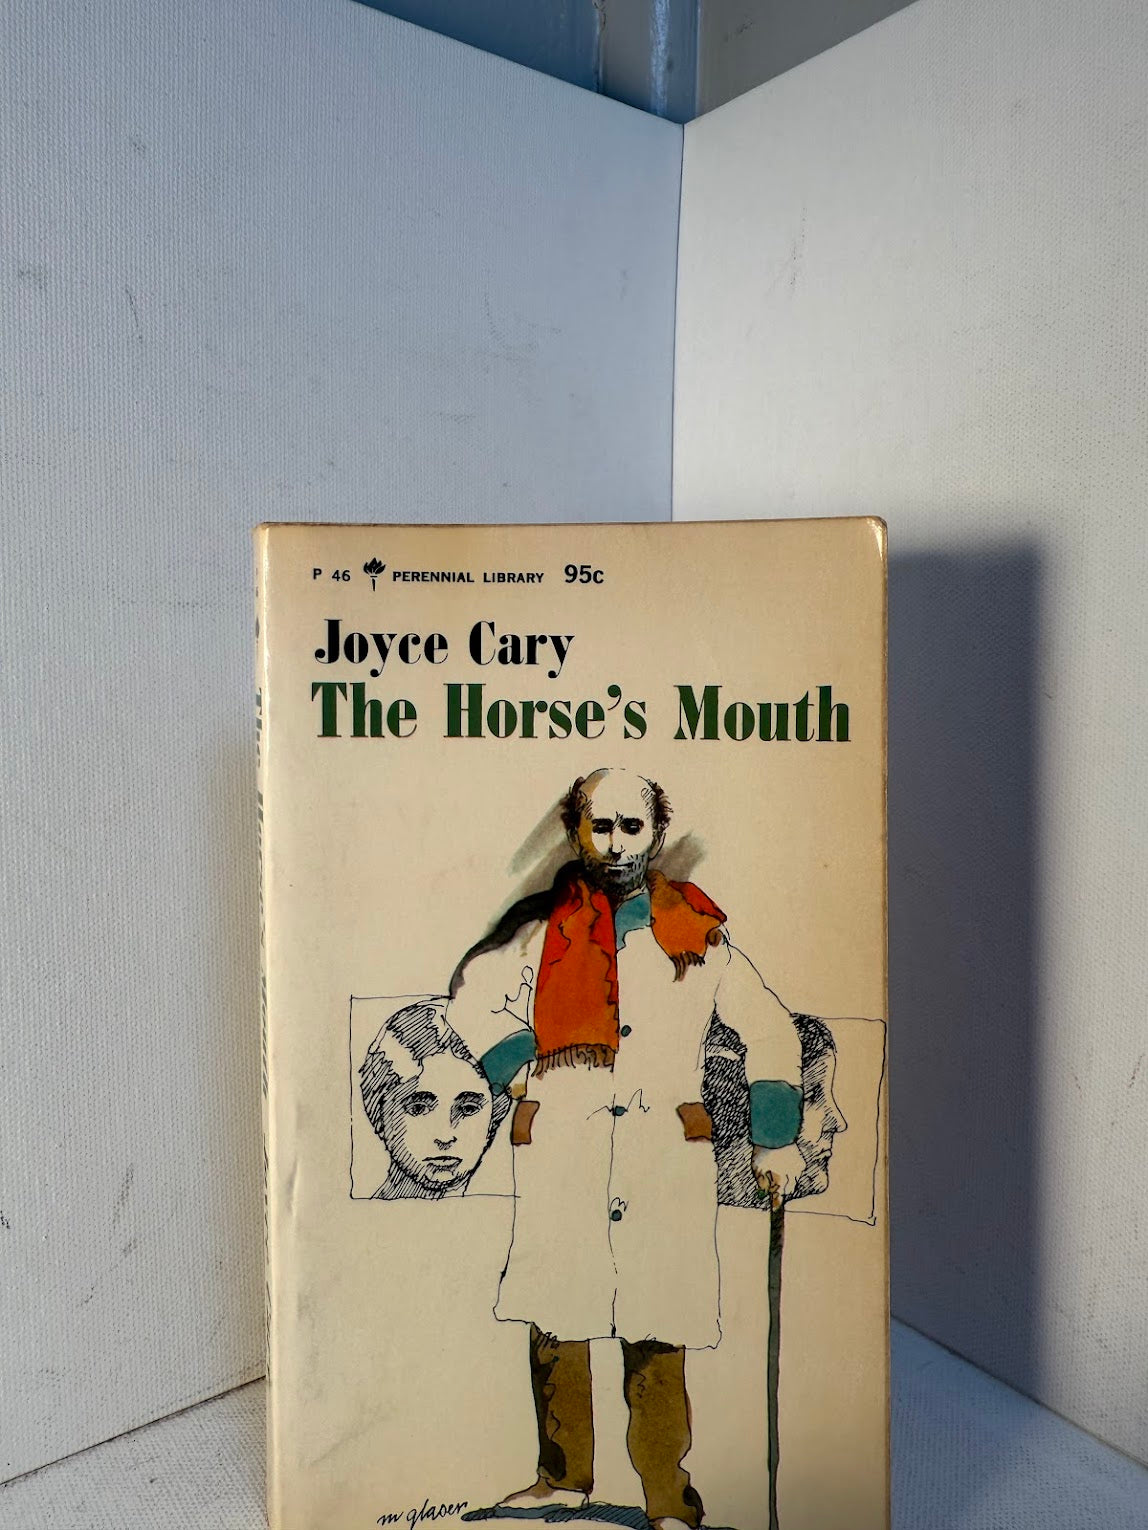 P 46 PERENNIAL LIBRARY 95c
Joyce Cary
The Horse's Mouth
m glaser